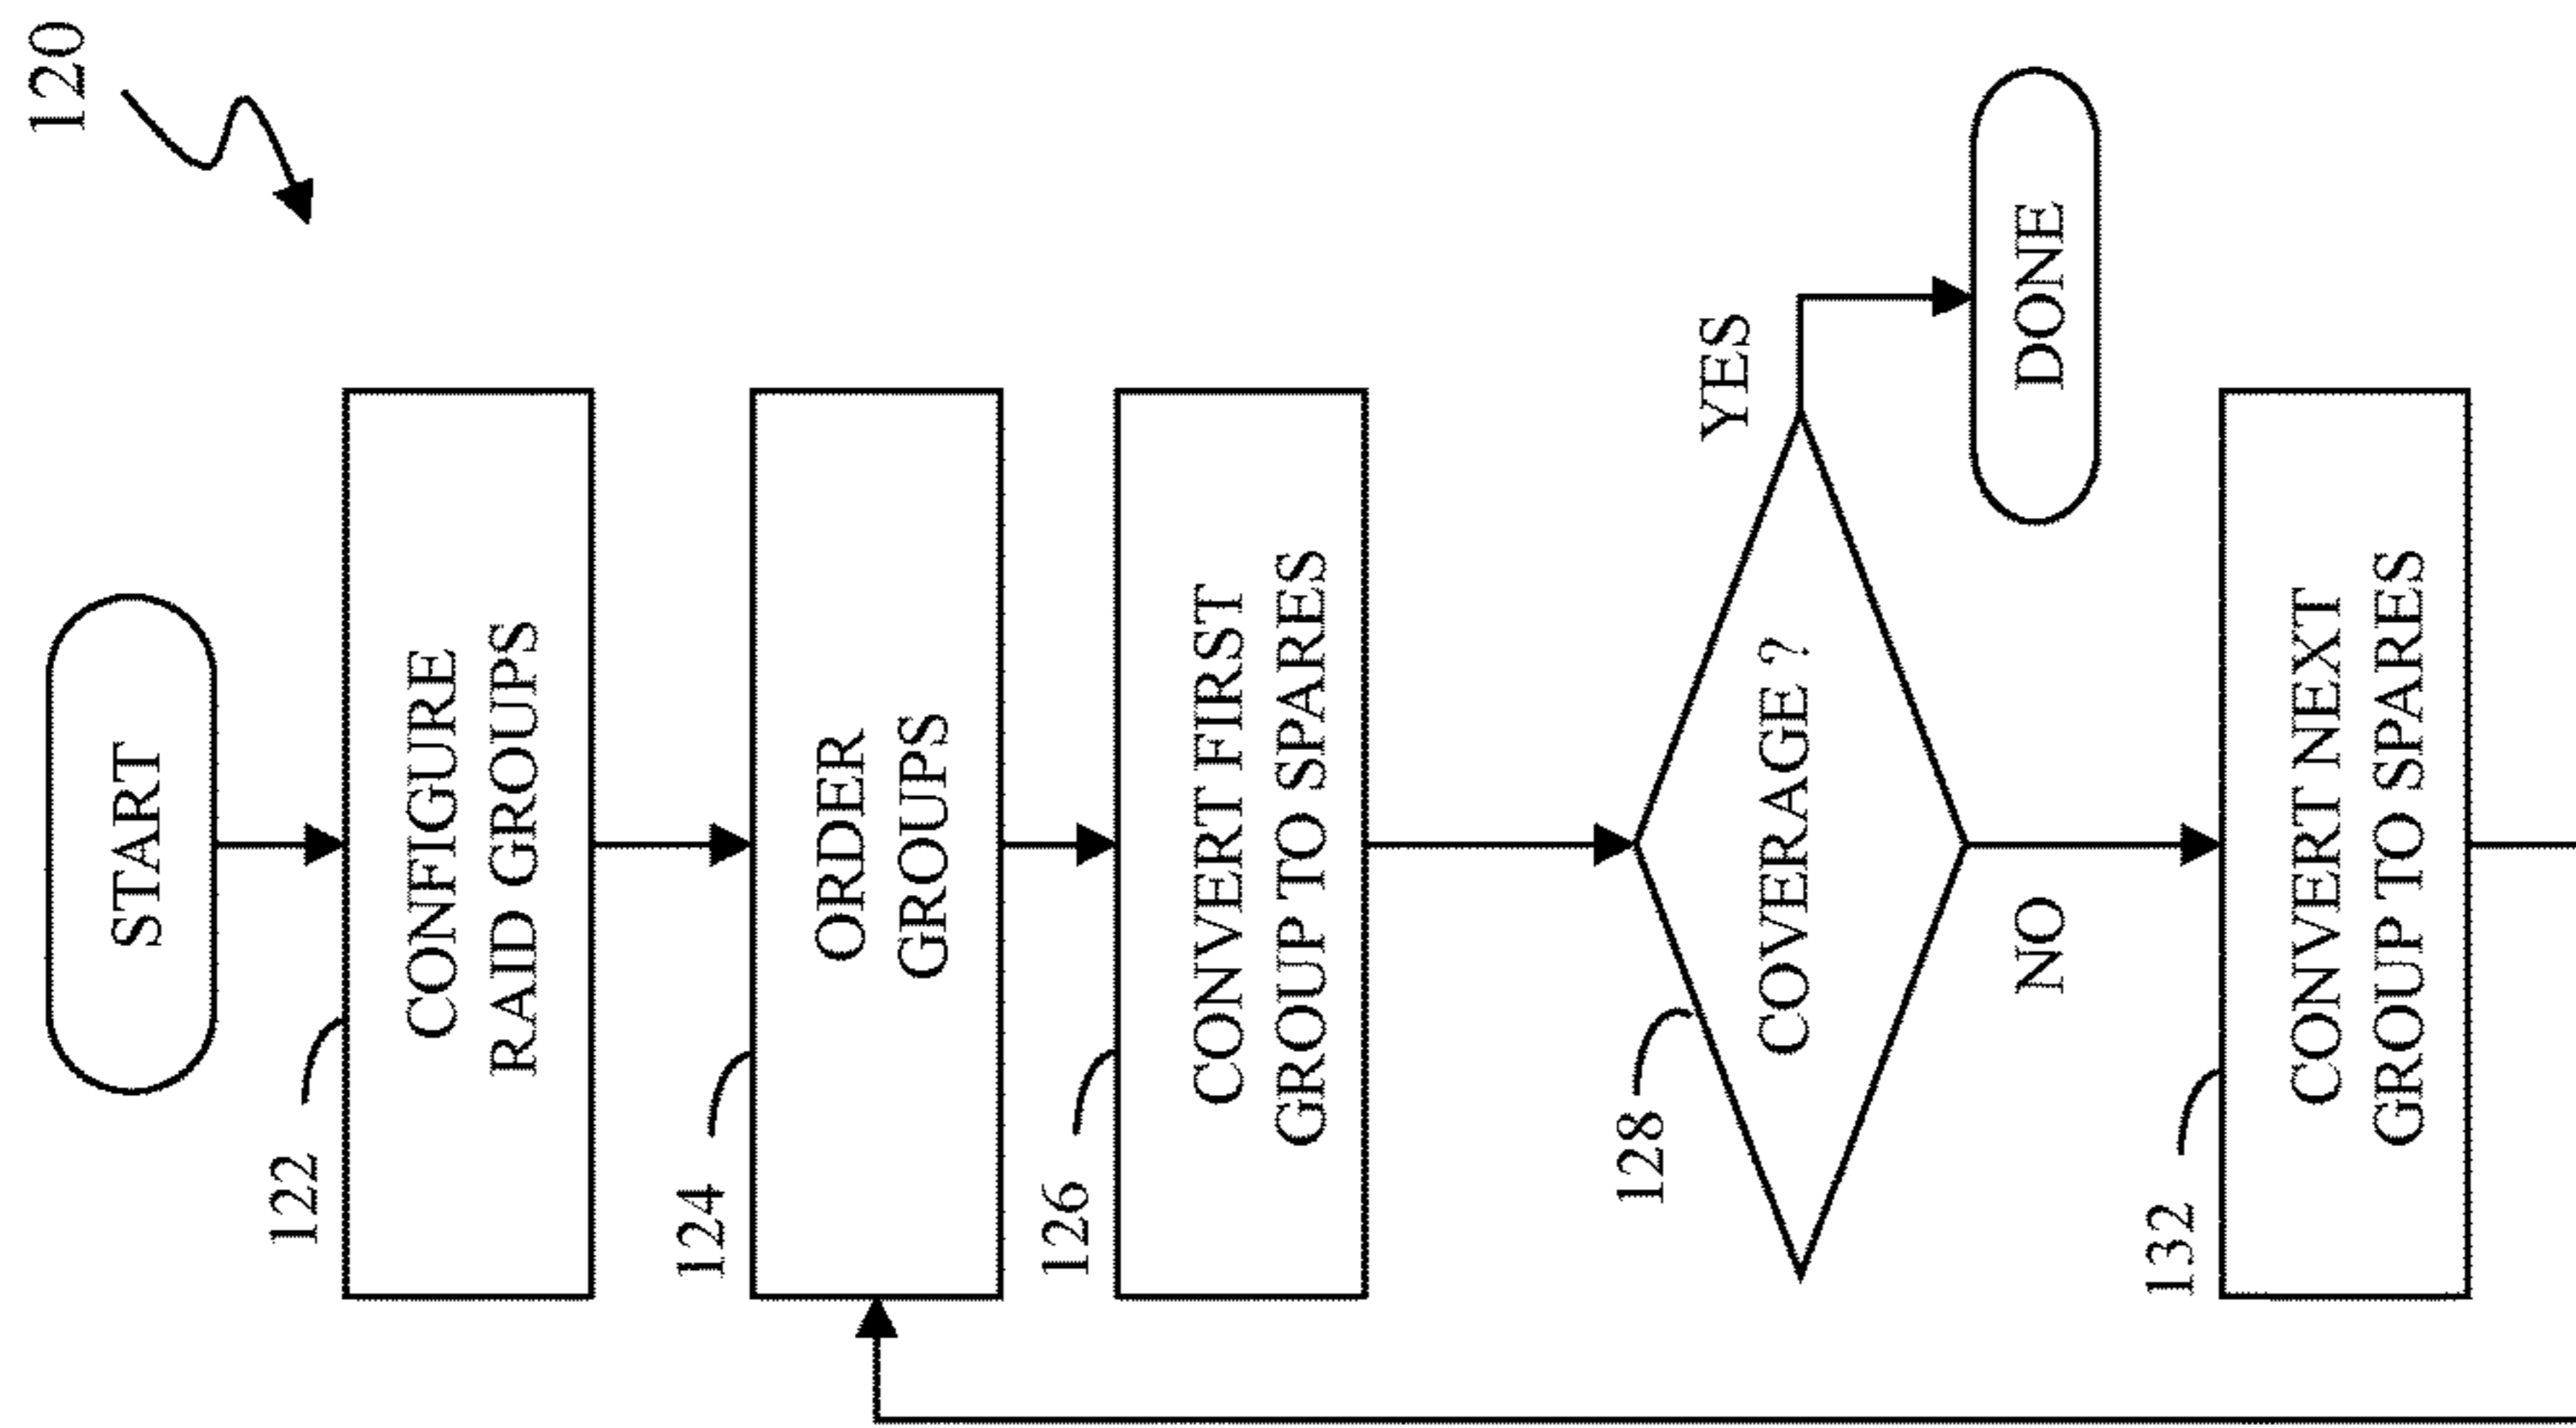 120
START
122
CONFIGURE
RAID GROUPS
124
ORDER
GROUPS
126
CONVERT FIRST
GROUP TO SPARES
128
COVERAGE ?
YES
DONE
NO
132
CONVERT NEXT
GROUP TO SPARES